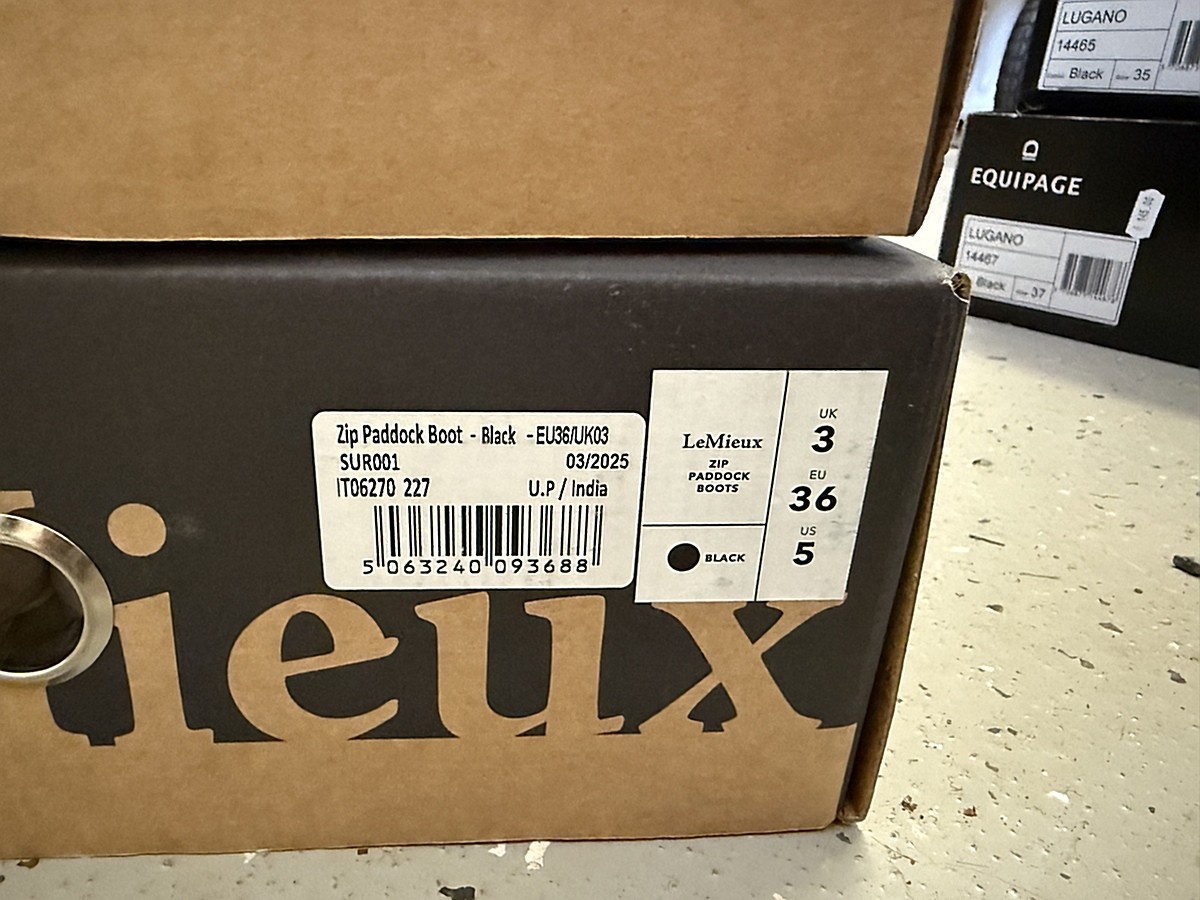 LUGANO
14465
Black 35
EQUIPAGE
LUGANO
14467
Black 37
Zip Paddock Boot - Black - EU36/UK03
SUR001 03/2025
IT06270 227 U.P / India
5 063240 093688
LeMieux
ZIP
PADDOCK
BOOTS
BLACK
UK
3
EU
36
US
5
ieux